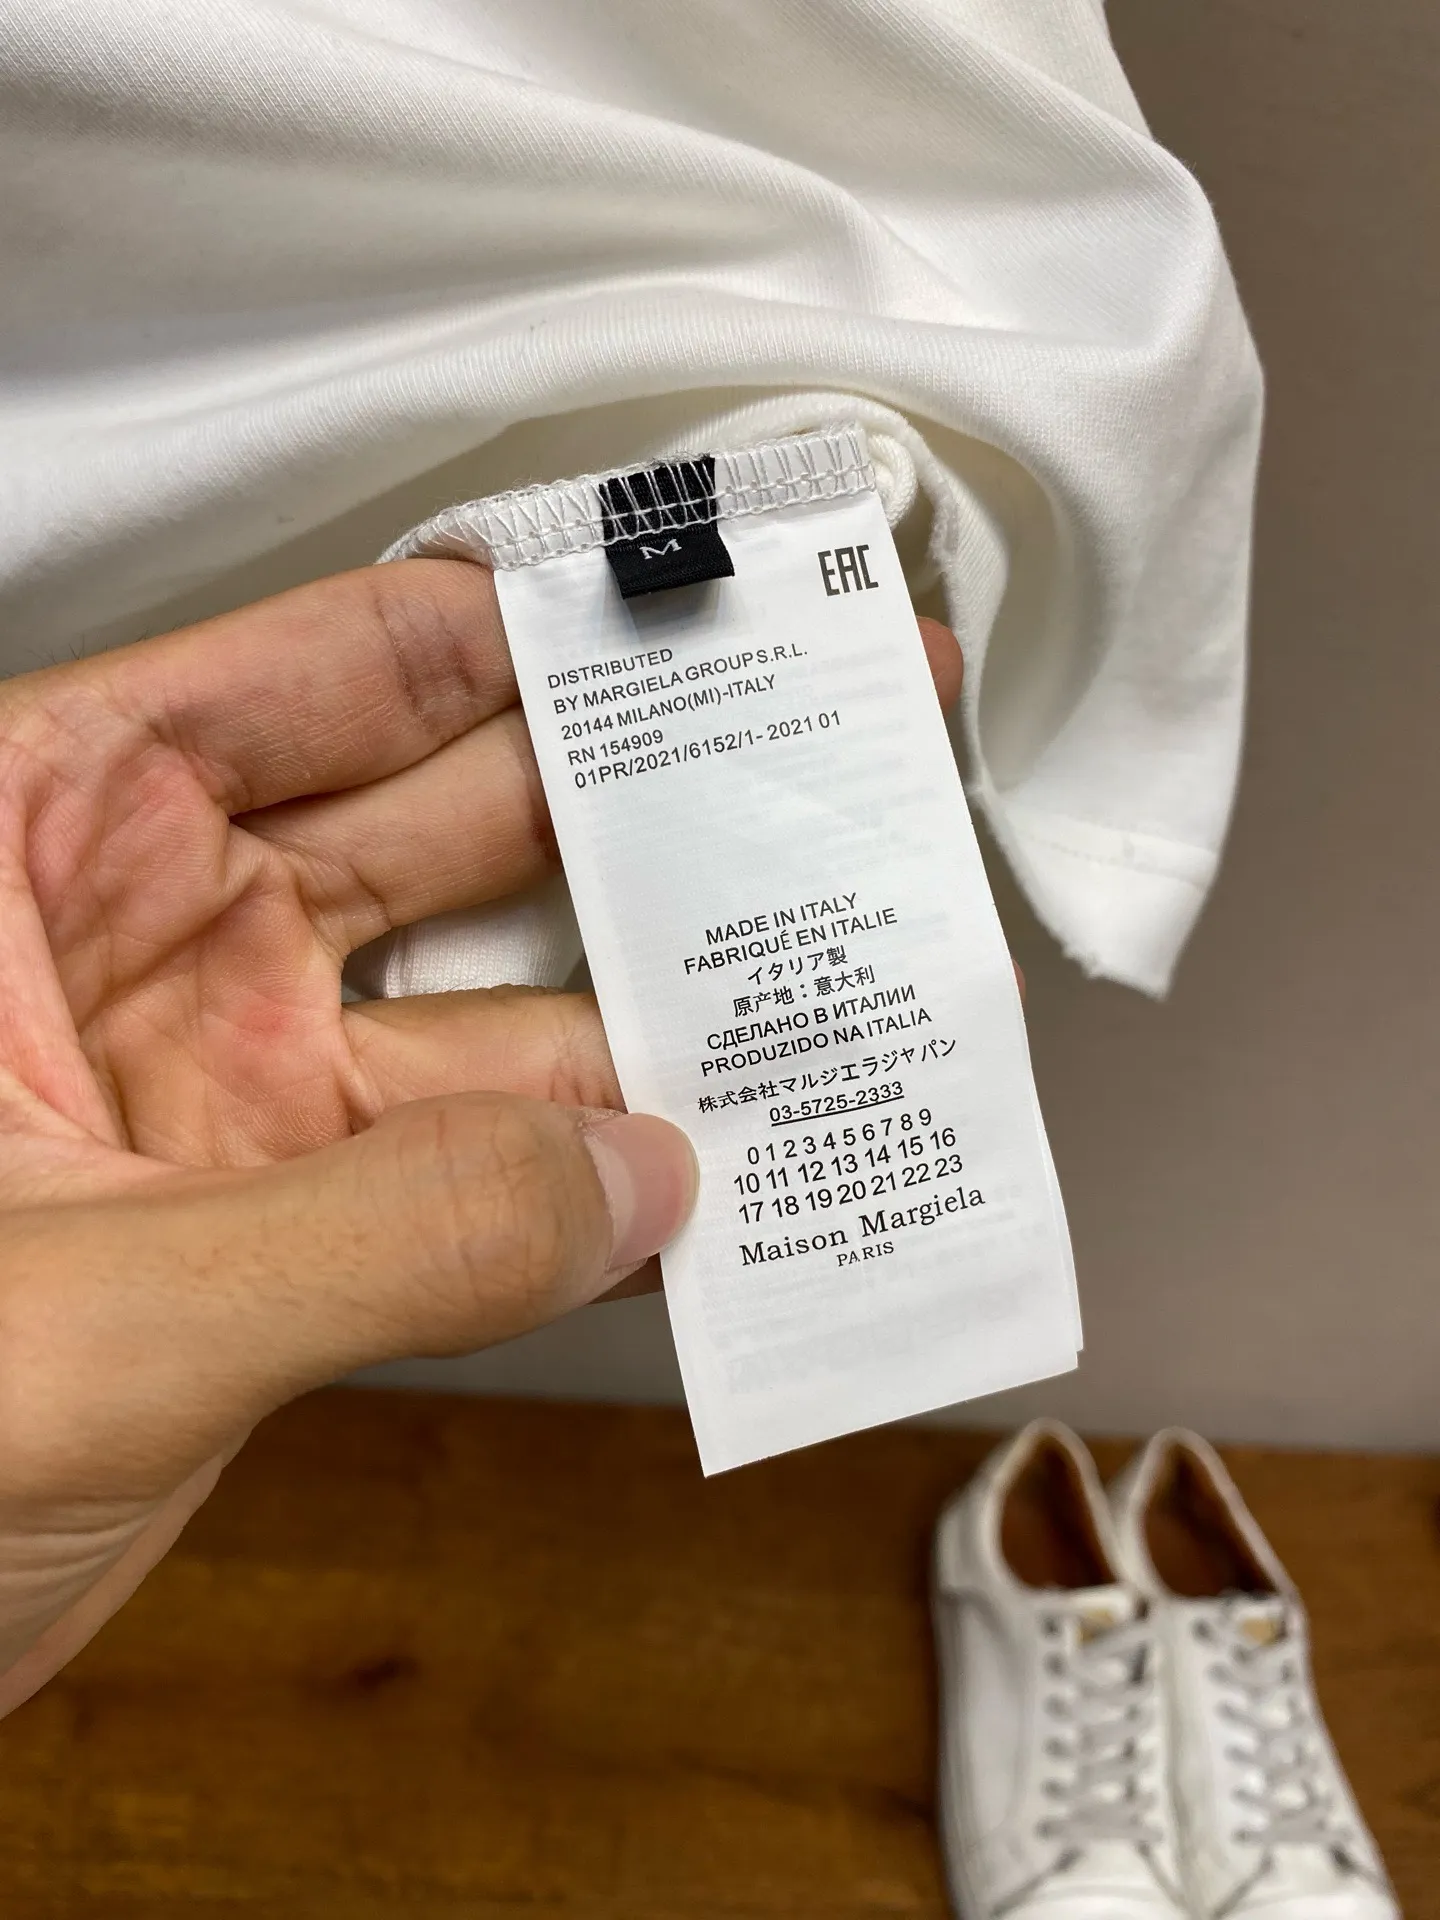 M
EAC
DISTRIBUTED
BY MARGIELA GROUP S.R.L.
20144 MILANO(MI)-ITALY
RN 154909
01PR/2021/6152/1- 2021 01
MADE IN ITALY
FABRIQUÉ EN ITALIE
イタリア製
原产地：意大利
СДЕЛАНО В ИТАЛИИ
PRODUZIDO NA ITALIA
株式会社マルジエラジャパン
03-5725-2333
0 1 2 3 4 5 6 7 8 9
10 11 12 13 14 15 16
17 18 19 20 21 22 23
Maison Margiela
PARIS